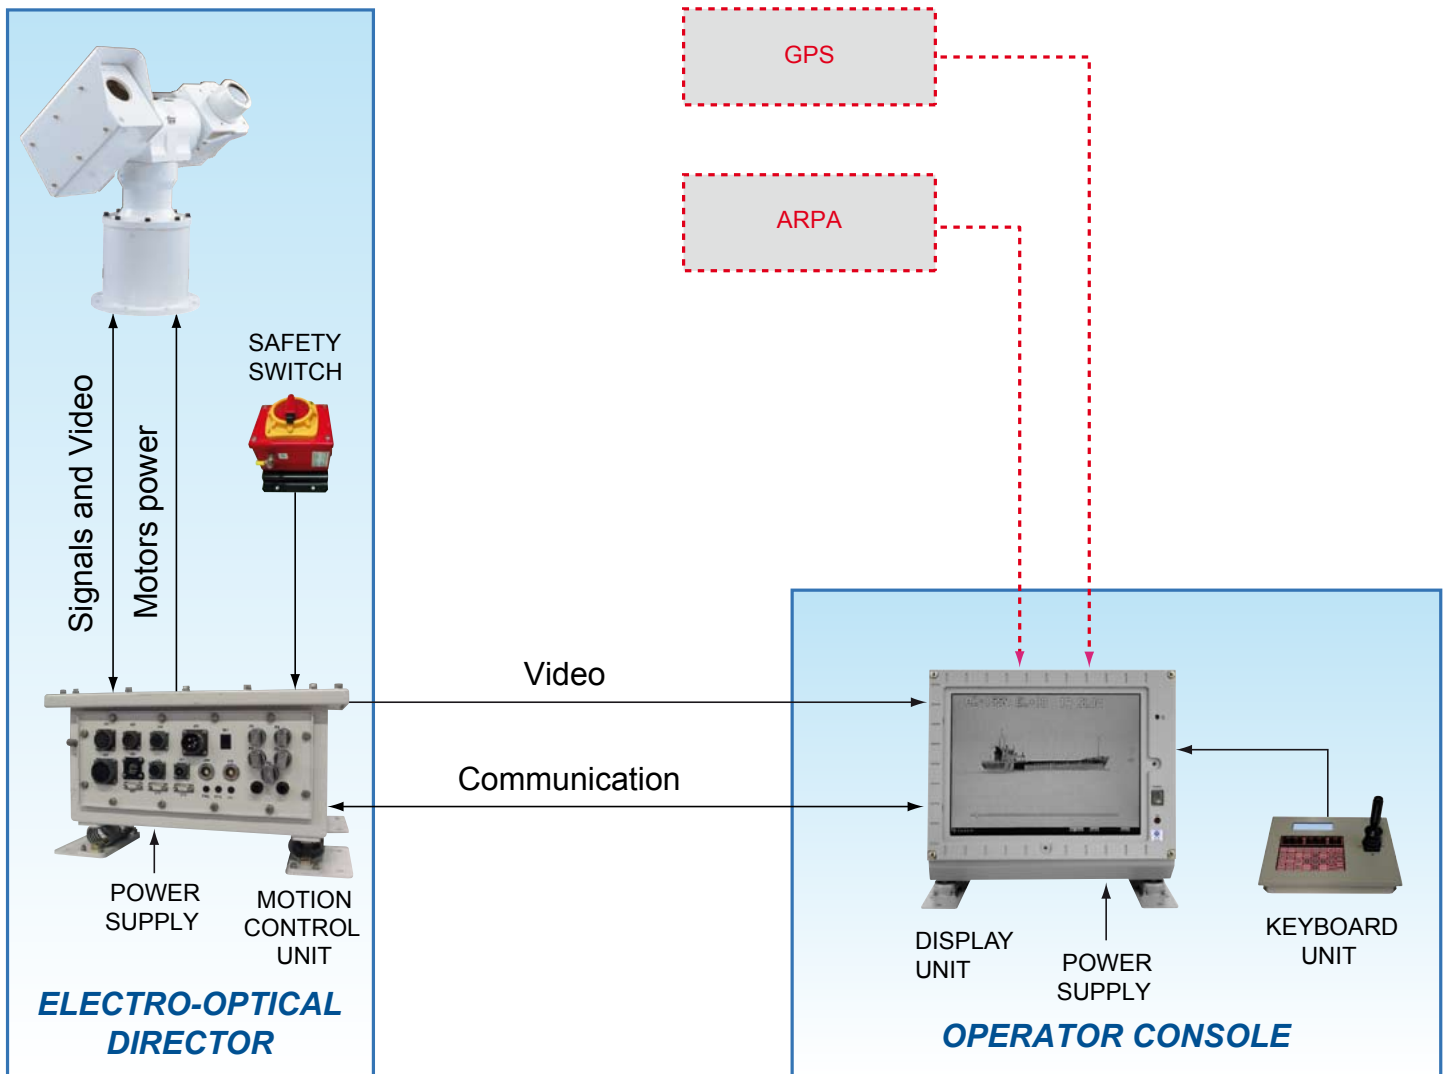 GPS
ARPA
SAFETY
SWITCH
Signals and Video
Motors power
Video
Communication
POWER
SUPPLY
MOTION
CONTROL
UNIT
ELECTRO-OPTICAL
DIRECTOR
DISPLAY
UNIT
POWER
SUPPLY
KEYBOARD
UNIT
OPERATOR CONSOLE